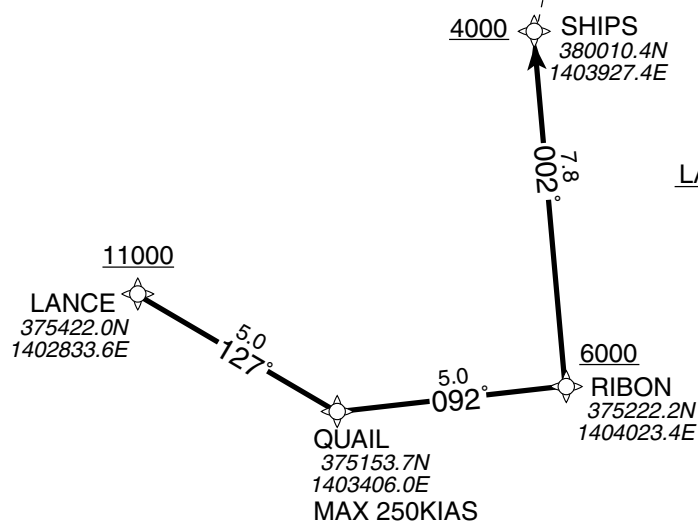 4000
SHIPS
380010.4N
1403927.4E
7.8
002°
LA
11000
LANCE
375422.0N
1402833.6E
5.0
127°
5.0
092°
6000
RIBON
375222.2N
1404023.4E
QUAIL
375153.7N
1403406.0E
MAX 250KIAS